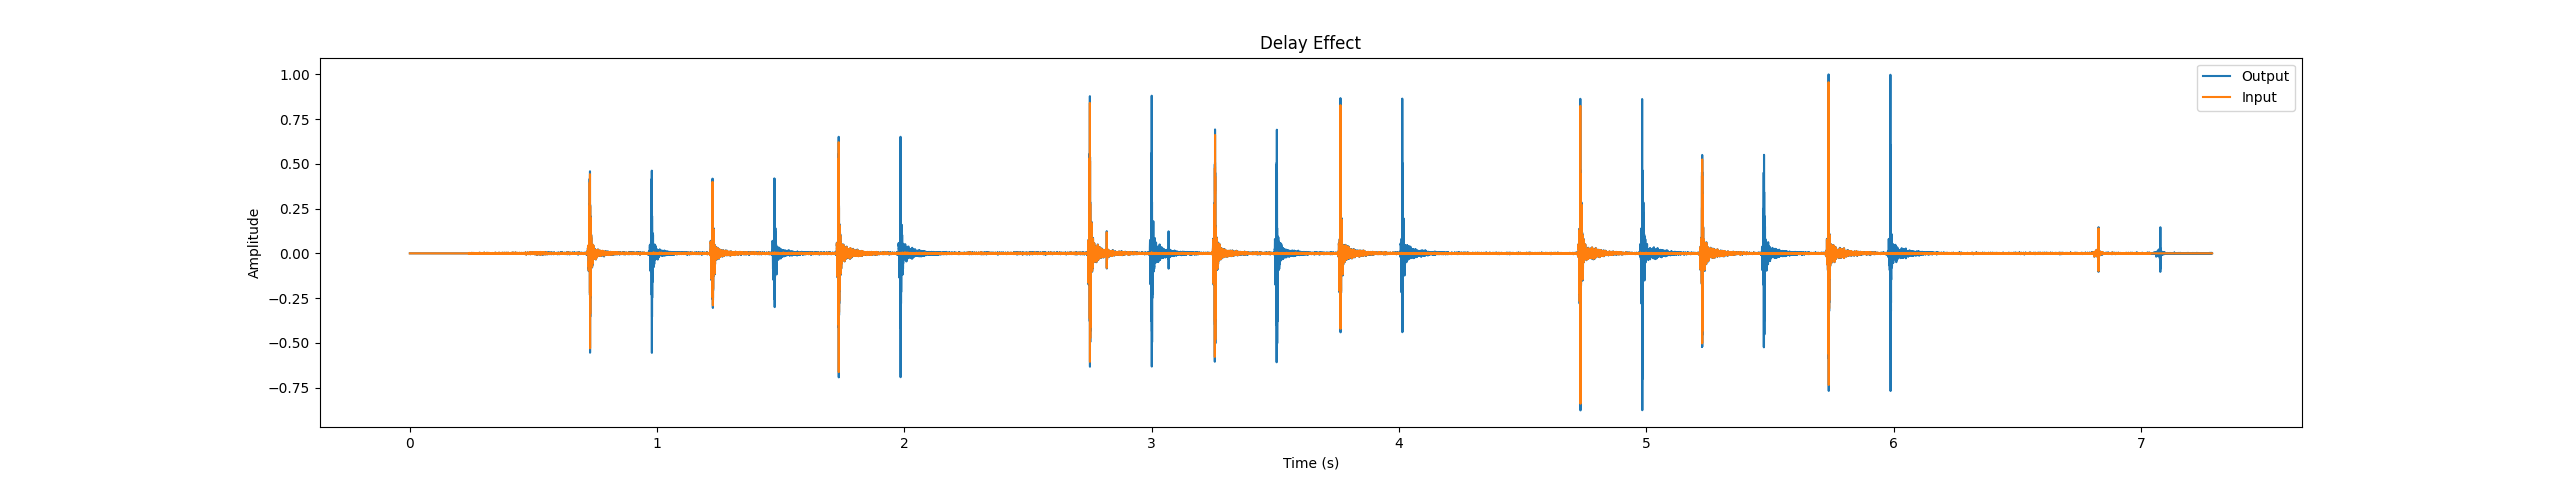 Delay Effect
1.00
0.75
0.50
0.25
0.00
−0.25
−0.50
−0.75
Amplitude
Output
Input
0 1 2 3 4 5 6 7
Time (s)